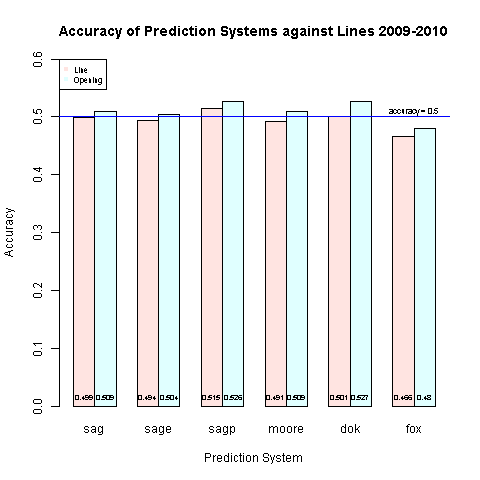 Accuracy of Prediction Systems against Lines 2009-2010
0.6
Line
Opening
0.5
accuracy = 0.5
0.4
Accuracy
0.3
0.2
0.1
0.0
0.499 0.509 0.494 0.504 0.515 0.526 0.491 0.509 0.501 0.527 0.466 0.48
sag sage sagp moore dok fox
Prediction System